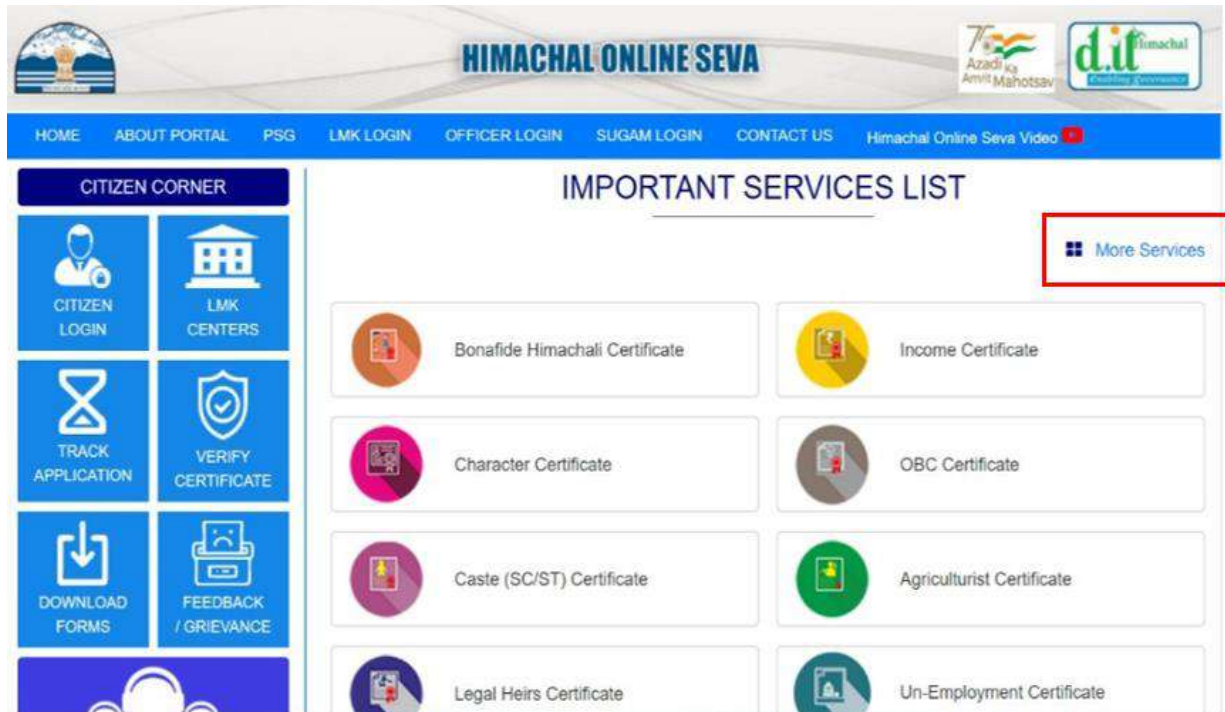 HIMACHAL ONLINE SEVA
75
Azadi Ka
Amrit Mahotsav
d.it Himachal
Enabling Governance
HOME ABOUT PORTAL PSG LMK LOGIN OFFICER LOGIN SUGAM LOGIN CONTACT US Himachal Online Seva Video
CITIZEN CORNER
IMPORTANT SERVICES LIST
More Services
CITIZEN
LOGIN
LMK
CENTERS
TRACK
APPLICATION
VERIFY
CERTIFICATE
DOWNLOAD
FORMS
FEEDBACK
/ GRIEVANCE
Bonafide Himachali Certificate
Income Certificate
Character Certificate
OBC Certificate
Caste (SC/ST) Certificate
Agriculturist Certificate
Legal Heirs Certificate
Un-Employment Certificate